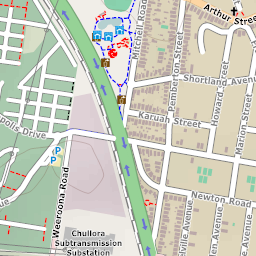 Arthur Street
Mitchell Road
Pemberton Street
Shortland Avenue
Howard Street
Marion Street
Karuah Street
Drive
Weeroona Road
P
P
Newton Road
Avenue
Avenue
Chullora
Subtransmission
Substation